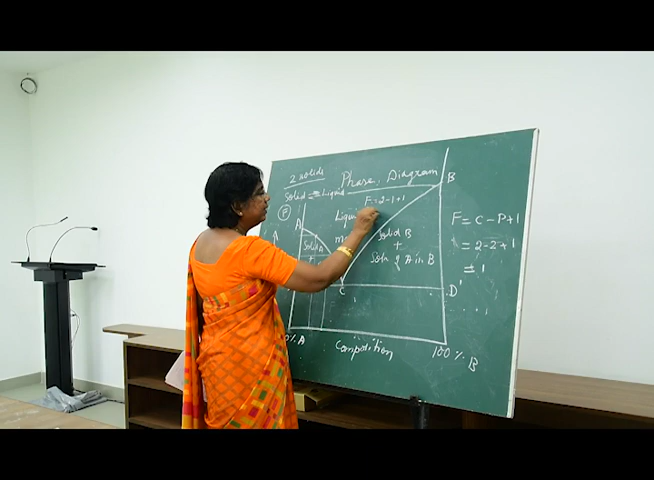 2 solids Phase Diagram
Solid ⇌ Liquid
F = 2-1+1
F
A
B
Solid A
Solid B
+
Soln of A in B
F = C - P + 1
= 2-2+1
= 1
C
D'
0% A
Composition
100 % B